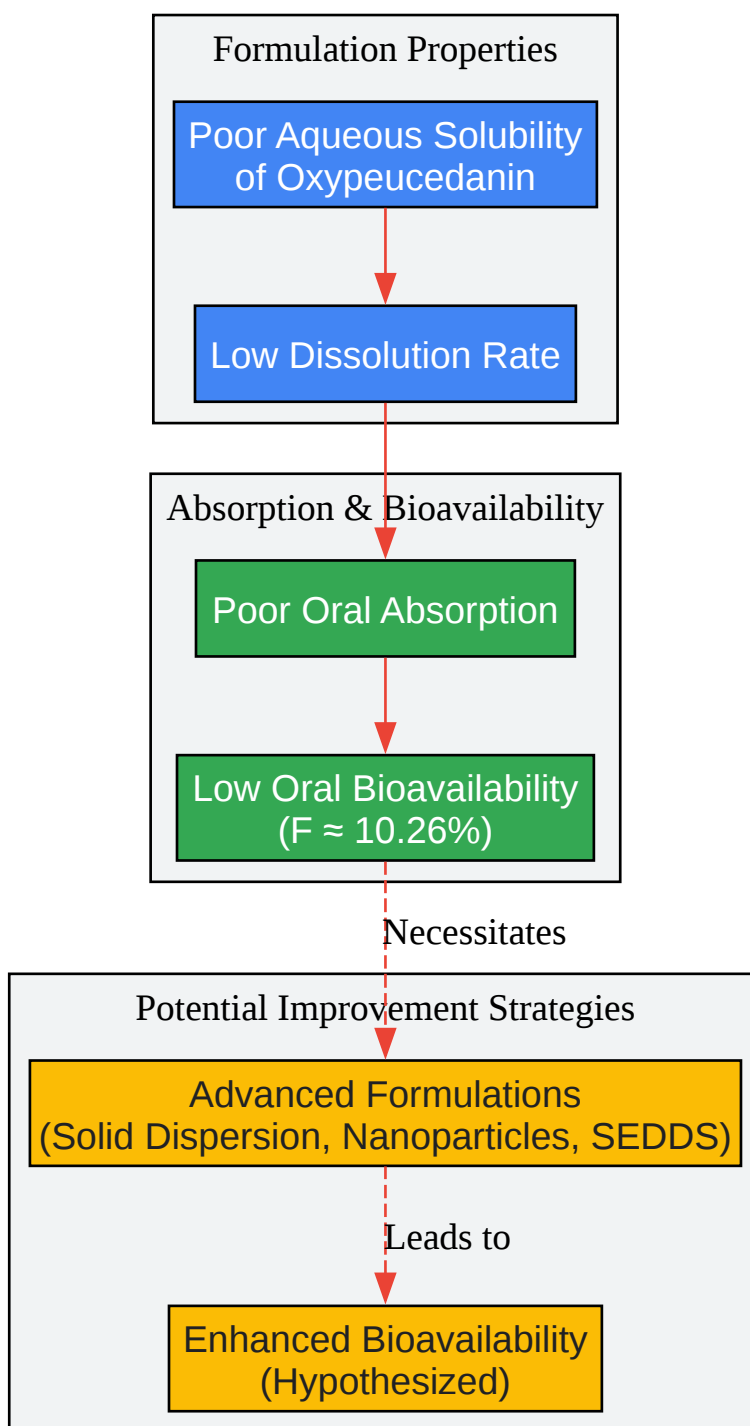 Formulation Properties
Poor Aqueous Solubility
of Oxypeucedanin
Low Dissolution Rate
Absorption & Bioavailability
Poor Oral Absorption
Low Oral Bioavailability
(F ≈ 10.26%)
Necessitates
Potential Improvement Strategies
Advanced Formulations
(Solid Dispersion, Nanoparticles, SEDDS)
Leads to
Enhanced Bioavailability
(Hypothesized)